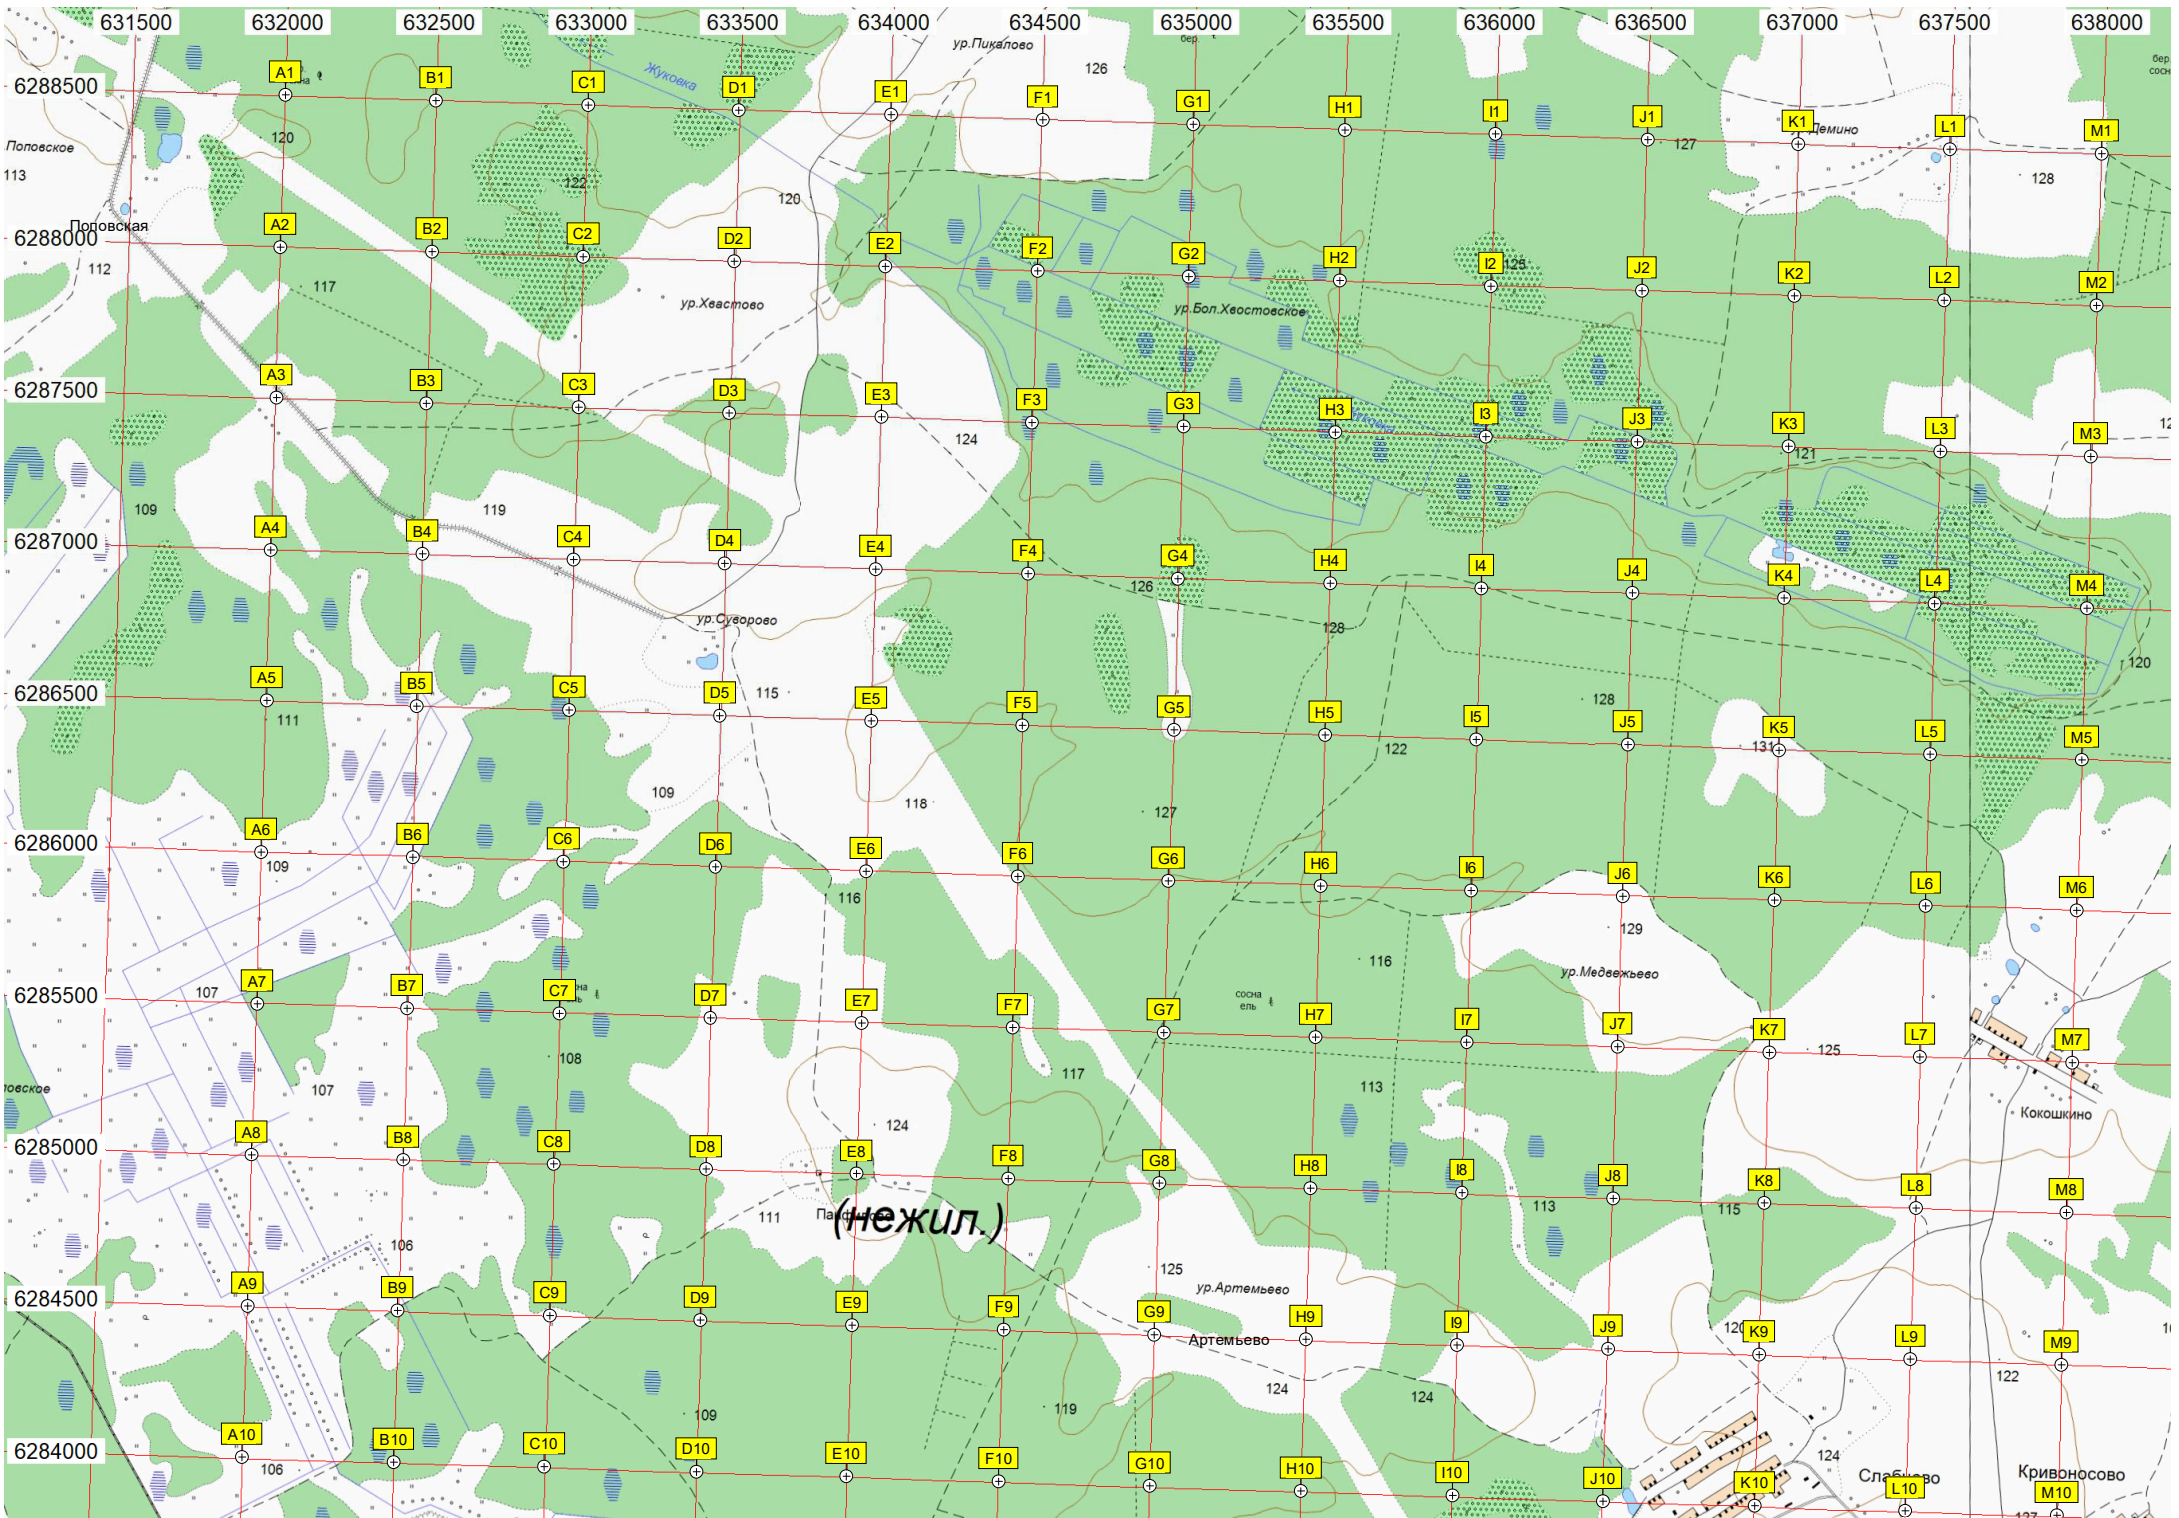 631500 632000 632500 633000 633500 634000 634500 635000 635500 636000 636500 637000 637500 638000
ур.Пикалово
бер.
126
бер.
сосн
Жуковка
6288500
A1 B1 C1 D1 E1 F1 G1 H1 I1 J1 K1 L1 M1
120
127
Демино
Поповское
113
122
120
128
Поповская
6288000
A2 B2 C2 D2 E2 F2 G2 H2 I2 J2 K2 L2 M2
125
112
117
ур.Хвастово
ур.Бол.Хвостовское
6287500
A3 B3 C3 D3 E3 F3 G3 H3 I3 J3 K3 L3 M3
124
121
109
119
6287000
A4 B4 C4 D4 E4 F4 G4 H4 I4 J4 K4 L4 M4
126
ур.Суворово
128
120
6286500
A5 B5 C5 D5 E5 F5 G5 H5 I5 J5 K5 L5 M5
115
128
111
122
131
109
118
127
6286000
A6 B6 C6 D6 E6 F6 G6 H6 I6 J6 K6 L6 M6
109
116
129
116
ур.Медвежьево
107
6285500
A7 B7 C7 D7 E7 F7 G7 H7 I7 J7 K7 L7 M7
сосна
ель
108
125
117
107
113
Кокошкино
124
6285000
A8 B8 C8 D8 E8 F8 G8 H8 I8 J8 K8 L8 M8
111
(нежил.)
113
115
106
125
ур.Артемьево
6284500
A9 B9 C9 D9 E9 F9 G9 H9 I9 J9 K9 L9 M9
120
Артемьево
122
124
124
109
119
6284000
A10 B10 C10 D10 E10 F10 G10 H10 I10 J10 K10 L10 M10
106
124
Кривоносово